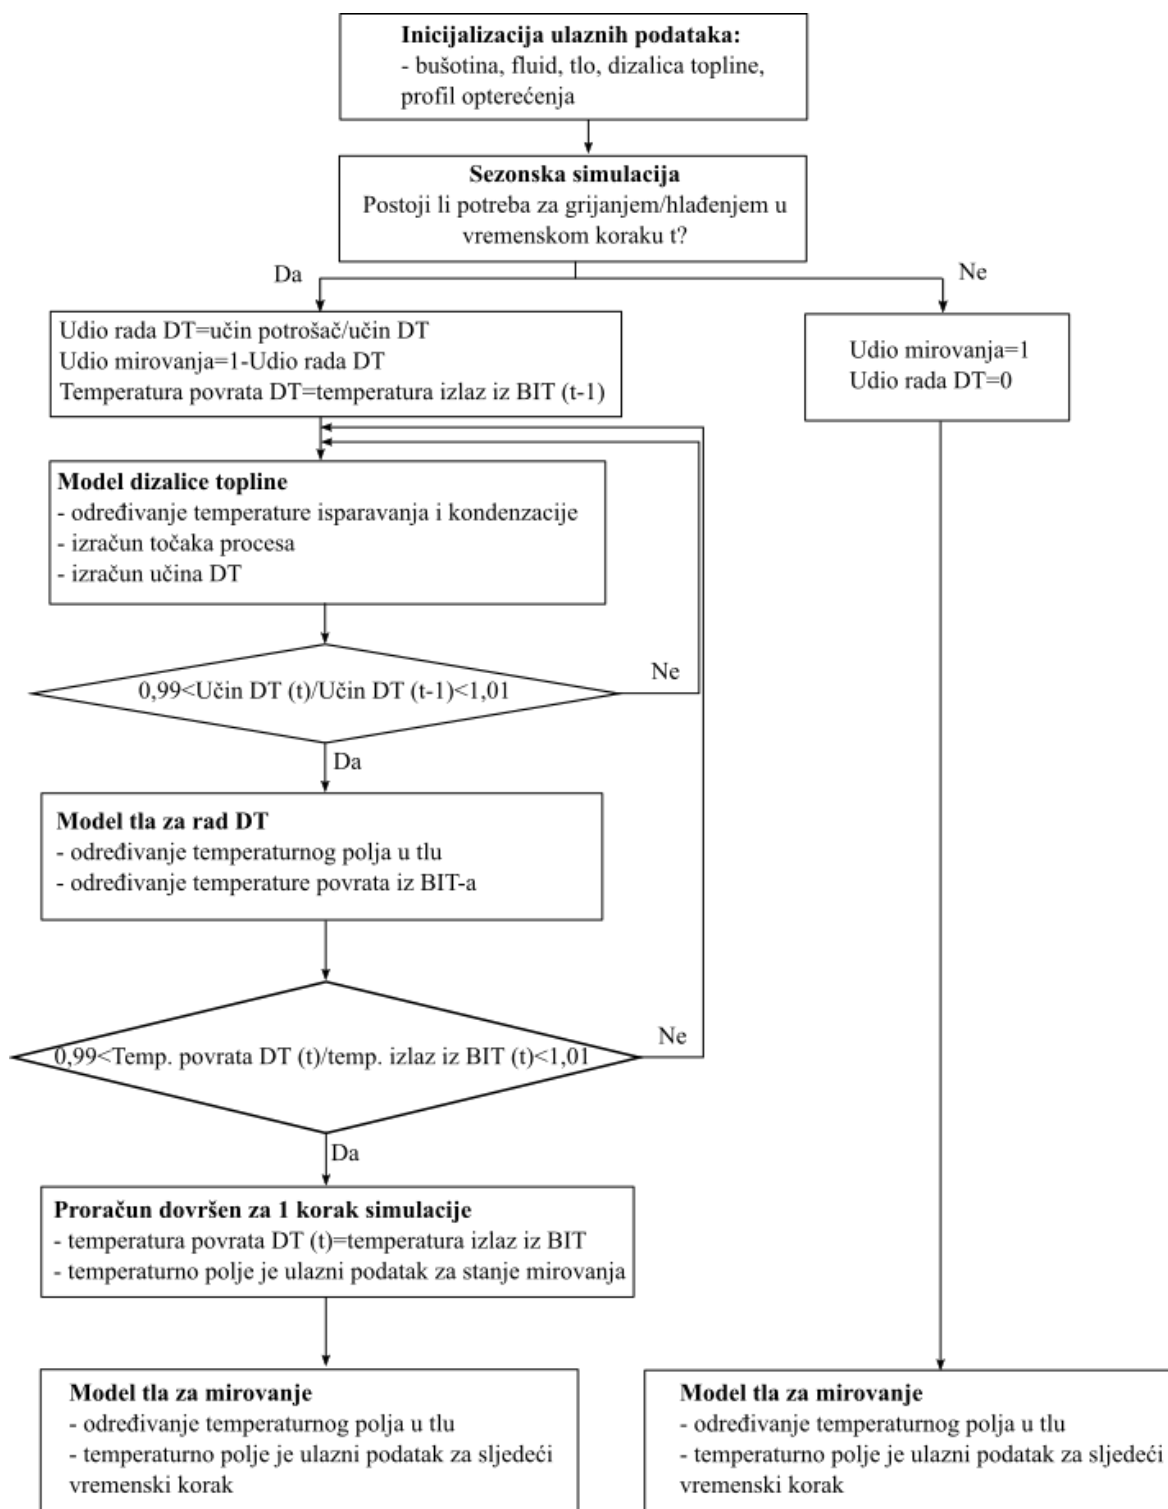 Inicijalizacija ulaznih podataka:
- bušotina, fluid, tlo, dizalica topline,
profil opterećenja
Sezonska simulacija
Postoji li potreba za grijanjem/hlađenjem u
vremenskom koraku t?
Da
Ne
Udio rada DT=učin potrošač/učin DT
Udio mirovanja=1-Udio rada DT
Temperatura povrata DT=temperatura izlaz iz BIT (t-1)
Udio mirovanja=1
Udio rada DT=0
Model dizalice topline
- određivanje temperature isparavanja i kondenzacije
- izračun točaka procesa
- izračun učina DT
0,99<Učin DT (t)/Učin DT (t-1)<1,01
Ne
Da
Model tla za rad DT
- određivanje temperaturnog polja u tlu
- određivanje temperature povrata iz BIT-a
0,99<Temp. povrata DT (t)/temp. izlaz iz BIT (t)<1,01
Ne
Da
Proračun dovršen za 1 korak simulacije
- temperatura povrata DT (t)=temperatura izlaz iz BIT
- temperaturno polje je ulazni podatak za stanje mirovanja
Model tla za mirovanje
- određivanje temperaturnog polja u tlu
- temperaturno polje je ulazni podatak za sljedeći
vremenski korak
Model tla za mirovanje
- određivanje temperaturnog polja u tlu
- temperaturno polje je ulazni podatak za sljedeći
vremenski korak